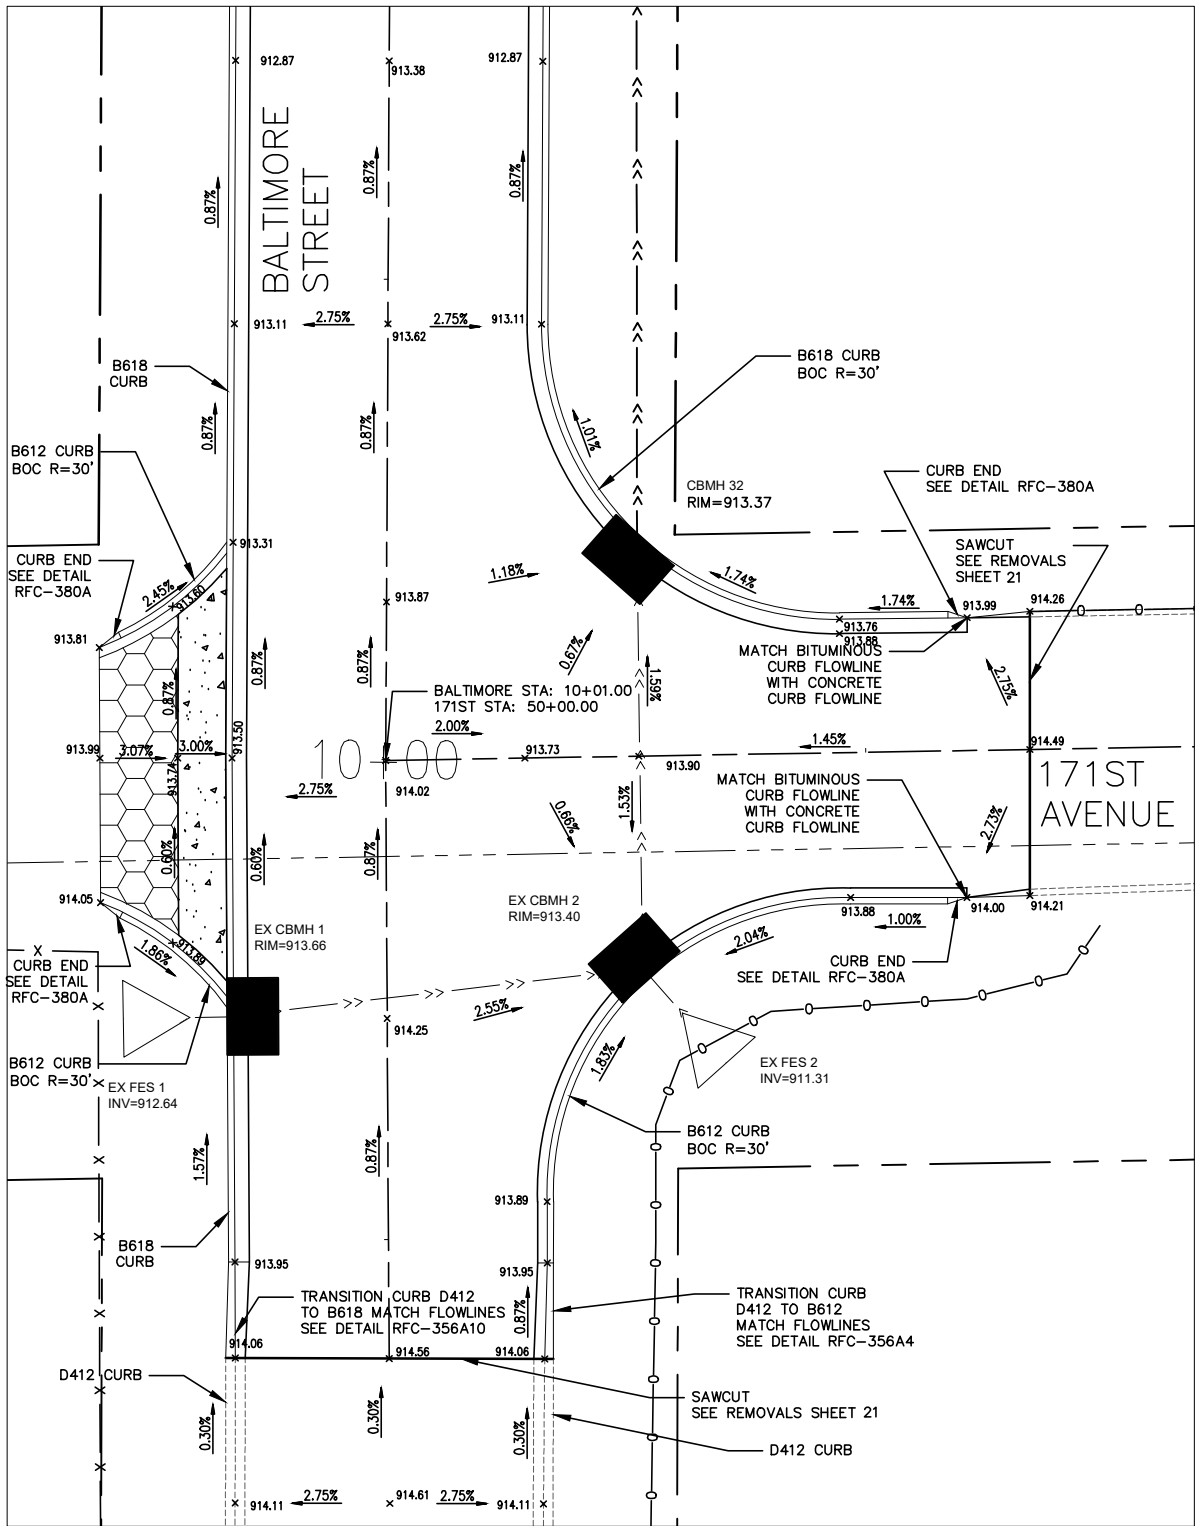 912.87
913.38
912.87
BALTIMORE
STREET
0.87%
0.87%
0.87%
913.11
2.75%
913.62
2.75%
913.11
B618 CURB
BOC R=30'
B618
CURB
0.87%
0.87%
1.01%
B612 CURB
BOC R=30'
CURB END
SEE DETAIL RFC-380A
CBMH 32
RIM=913.37
913.31
SAWCUT
SEE REMOVALS
SHEET 21
CURB END
SEE DETAIL
RFC-380A
2.45%
913.60
1.18%
913.87
1.74%
1.74%
913.99
914.26
913.76
913.88
913.81
0.87%
0.87%
0.87%
0.67%
1.59%
MATCH BITUMINOUS
CURB FLOWLINE
WITH CONCRETE
CURB FLOWLINE
2.75%
BALTIMORE STA: 10+01.00
171ST STA: 50+00.00
2.00%
10 00
913.99
3.07%
913.74
3.00%
913.50
913.73
913.90
1.45%
914.49
2.75%
914.02
1.53%
MATCH BITUMINOUS
CURB FLOWLINE
WITH CONCRETE
CURB FLOWLINE
171ST
AVENUE
0.60%
0.60%
0.87%
0.66%
2.73%
914.05
913.89
EX CBMH 1
RIM=913.66
EX CBMH 2
RIM=913.40
913.88
914.00
914.21
1.00%
2.04%
CURB END
SEE DETAIL RFC-380A
1.86%
CURB END
SEE DETAIL
RFC-380A
2.55%
914.25
1.83%
B612 CURB
BOC R=30'
EX FES 1
INV=912.64
EX FES 2
INV=911.31
B612 CURB
BOC R=30'
1.57%
0.87%
913.89
B618
CURB
913.95
913.95
TRANSITION CURB D412
TO B618 MATCH FLOWLINES
SEE DETAIL RFC-356A10
0.87%
TRANSITION CURB
D412 TO B612
MATCH FLOWLINES
SEE DETAIL RFC-356A4
914.06
914.56
914.06
D412 CURB
SAWCUT
SEE REMOVALS SHEET 21
0.30%
0.30%
0.30%
D412 CURB
914.11
2.75%
914.61
2.75%
914.11